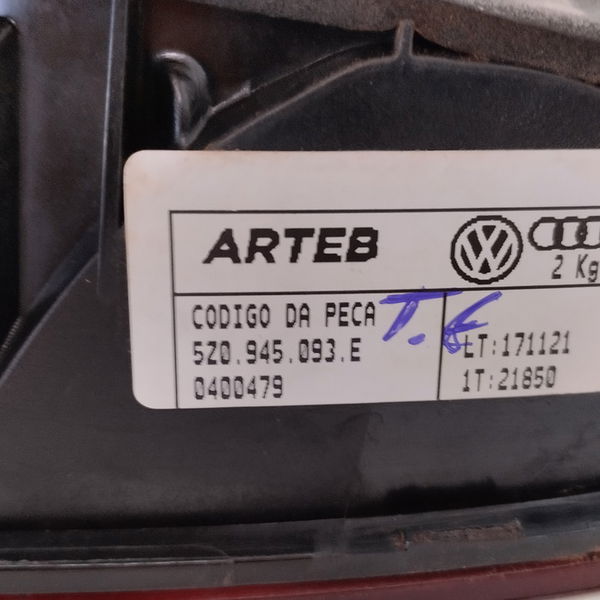 ARTEB
2 Kg
CODIGO DA PECA
5Z0.945.093.E
0400479
T.E
LT:171121
1T:21850